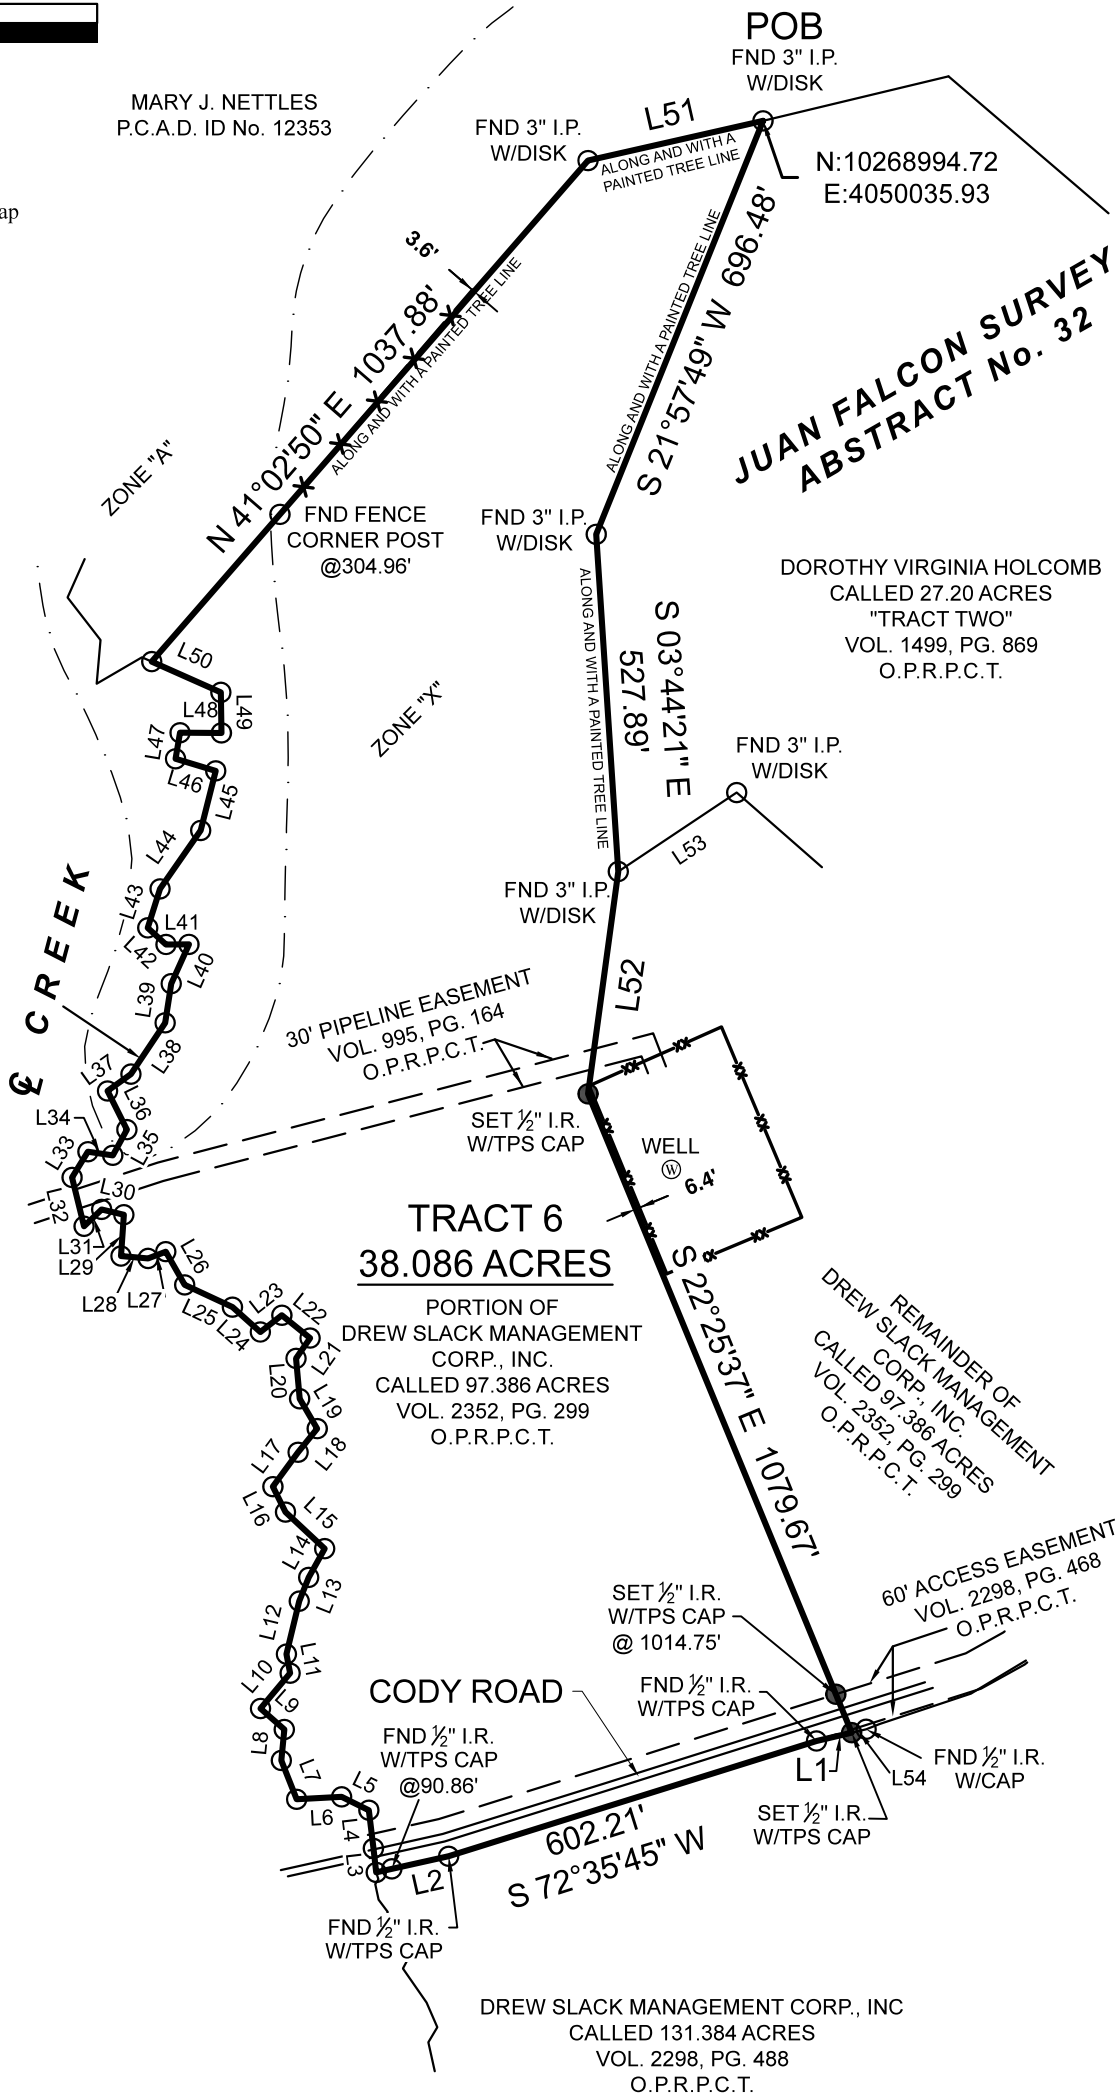 POB
FND 3" I.P.
W/DISK
MARY J. NETTLES
P.C.A.D. ID No. 12353
FND 3" I.P.
W/DISK
L51
ALONG AND WITH A
PAINTED TREE LINE
N:10268994.72
E:4050035.93
ap
3.6'
N 41°02'50" E 1037.88'
ALONG AND WITH A PAINTED TREE LINE
S 21°57'49" W 696.48'
ALONG AND WITH A PAINTED TREE LINE
JUAN FALCON SURVEY
ABSTRACT No. 32
ZONE "A"
FND FENCE
CORNER POST
@304.96'
FND 3" I.P.
W/DISK
DOROTHY VIRGINIA HOLCOMB
CALLED 27.20 ACRES
"TRACT TWO"
VOL. 1499, PG. 869
O.P.R.P.C.T.
ALONG AND WITH A PAINTED TREE LINE
S 03°44'21" E
527.89'
L50
L49
L48
L47
L46
L45
ZONE "X"
FND 3" I.P.
W/DISK
L53
L44
FND 3" I.P.
W/DISK
L43
L41
L42
L40
L39
L38
℄ CREEK
L52
30' PIPELINE EASEMENT
VOL. 995, PG. 164
O.P.R.P.C.T.
L37
L36
L34
L35
L33
SET ½" I.R.
W/TPS CAP
WELL
W
6.4'
L32
L30
L31
L29
L28
L27
L26
L25
L24
L23
L22
L21
L20
L19
L18
L17
L16
L15
L14
L13
L12
L11
L10
L9
L8
L7
L6
L5
L4
L3
TRACT 6
38.086 ACRES
PORTION OF
DREW SLACK MANAGEMENT
CORP., INC.
CALLED 97.386 ACRES
VOL. 2352, PG. 299
O.P.R.P.C.T.
S 22°25'37" E 1079.67'
REMAINDER OF
DREW SLACK MANAGEMENT
CORP., INC.
CALLED 97.386 ACRES
VOL. 2352, PG. 299
O.P.R.P.C.T.
60' ACCESS EASEMENT
VOL. 2298, PG. 468
O.P.R.P.C.T.
SET ½" I.R.
W/TPS CAP
@ 1014.75'
FND ½" I.R.
W/TPS CAP
CODY ROAD
FND ½" I.R.
W/TPS CAP
@90.86'
L1
L54
FND ½" I.R.
W/CAP
SET ½" I.R.
W/TPS CAP
602.21'
S 72°35'45" W
L2
FND ½" I.R.
W/TPS CAP
DREW SLACK MANAGEMENT CORP., INC
CALLED 131.384 ACRES
VOL. 2298, PG. 488
O.P.R.P.C.T.